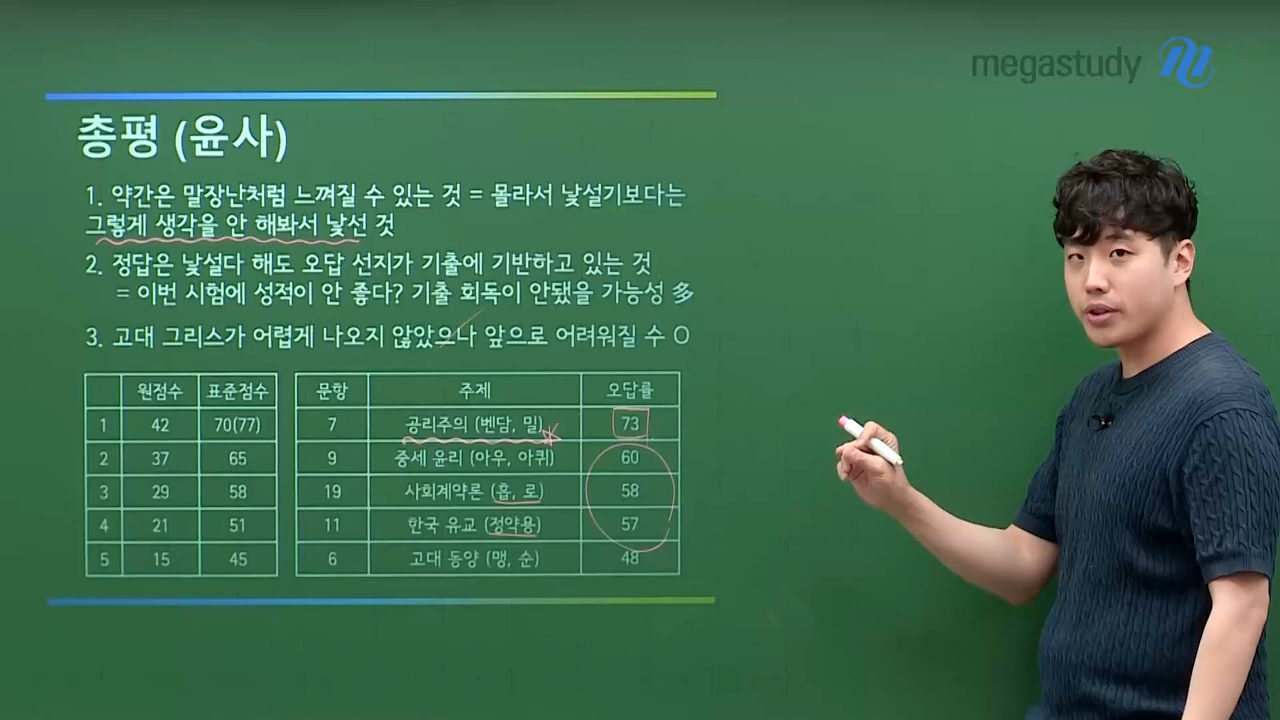 megastudy
총평 (윤사)
1. 약간은 말장난처럼 느껴질 수 있는 것 = 몰라서 낯설기보다는
그렇게 생각을 안 해봐서 낯선 것
2. 정답은 낯설다 해도 오답 선지가 기출에 기반하고 있는 것
= 이번 시험에 성적이 안 좋다? 기출 회독이 안됐을 가능성 多
3. 고대 그리스가 어렵게 나오지 않았으나 앞으로 어려워질 수 O
원점수 표준점수
1 42 70(77)
2 37 65
3 29 58
4 21 51
5 15 45
문항 주제 오답률
7 공리주의 (벤담, 밀) 73
9 중세 윤리 (아우, 아퀴) 60
19 사회계약론 (홉, 로) 58
11 한국 유교 (정약용) 57
6 고대 동양 (맹, 순) 48